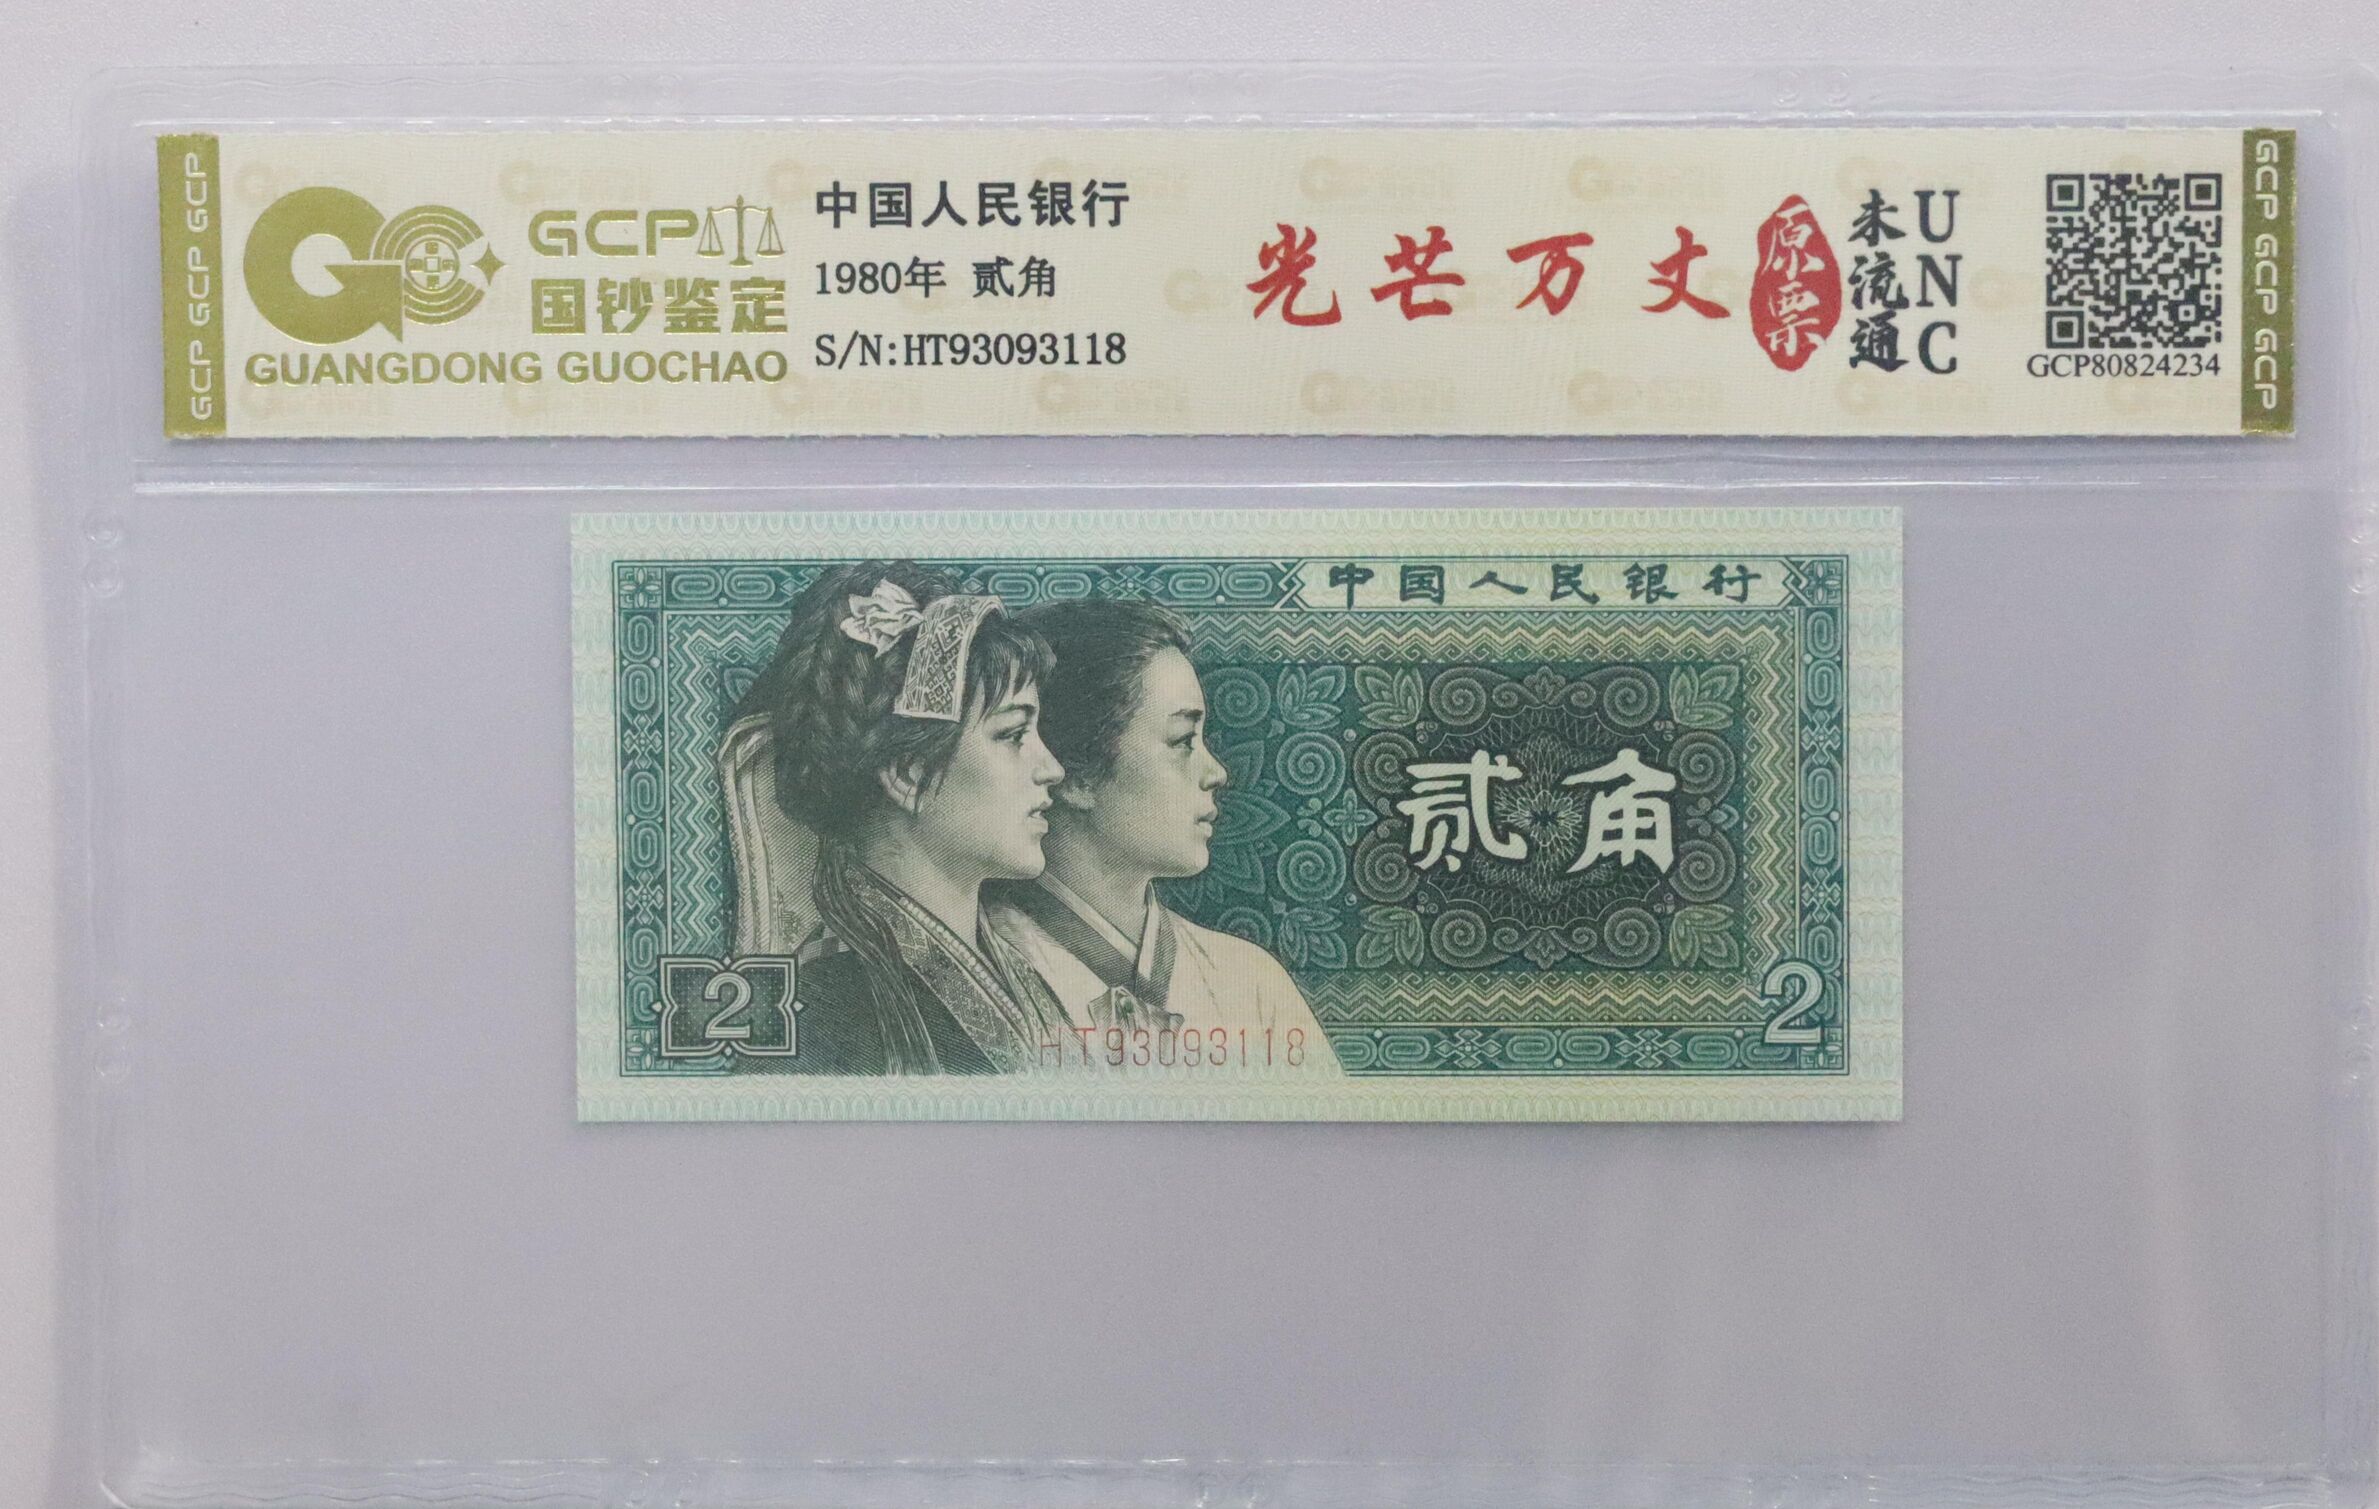 GCP GCP GCP
GCP
国钞鉴定
GUANGDONG GUOCHAO
中国人民银行
1980年 贰角
S/N:HT93093118
光芒万丈
原票
未流通
UNC
GCP80824234
GCP GCP GCP
中国人民银行
贰角
2
2
HT93093118